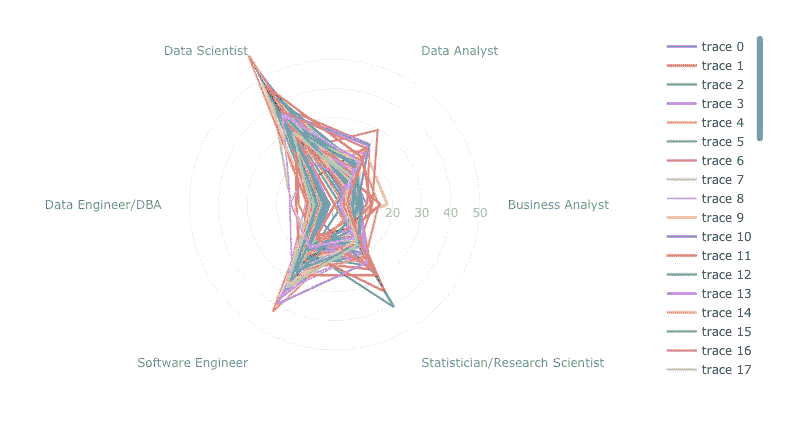 Data Scientist
Data Analyst
Data Engineer/DBA
20
30
40
50
Business Analyst
Software Engineer
Statistician/Research Scientist
trace 0
trace 1
trace 2
trace 3
trace 4
trace 5
trace 6
trace 7
trace 8
trace 9
trace 10
trace 11
trace 12
trace 13
trace 14
trace 15
trace 16
trace 17